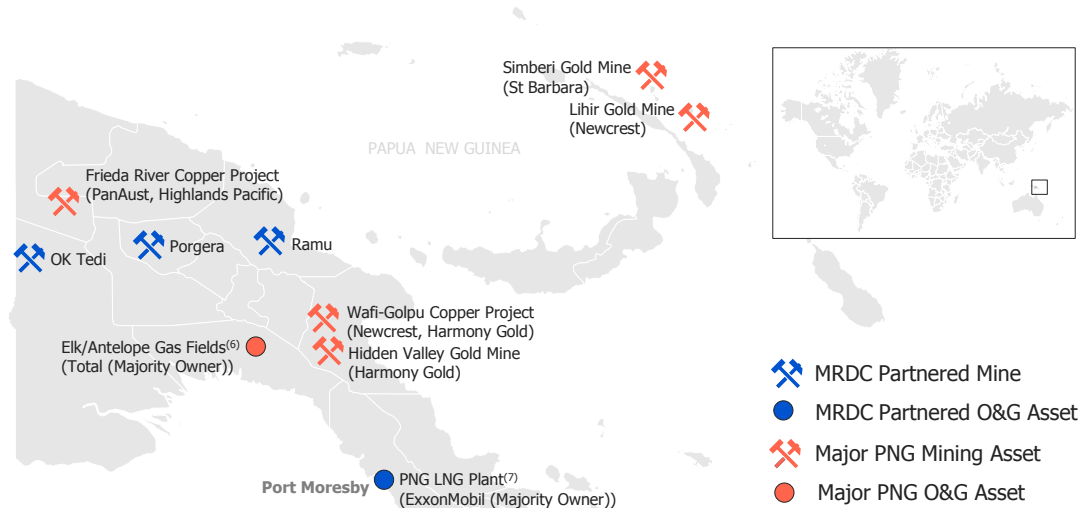 Simberi Gold Mine
(St Barbara)
Lihir Gold Mine
(Newcrest)
PAPUA NEW GUINEA
Frieda River Copper Project
(PanAust, Highlands Pacific)
OK Tedi
Porgera
Ramu
Wafi-Golpu Copper Project
(Newcrest, Harmony Gold)
Elk/Antelope Gas Fields(6)
(Total (Majority Owner))
Hidden Valley Gold Mine
(Harmony Gold)
Port Moresby
PNG LNG Plant(7)
(ExxonMobil (Majority Owner))
MRDC Partnered Mine
MRDC Partnered O&G Asset
Major PNG Mining Asset
Major PNG O&G Asset